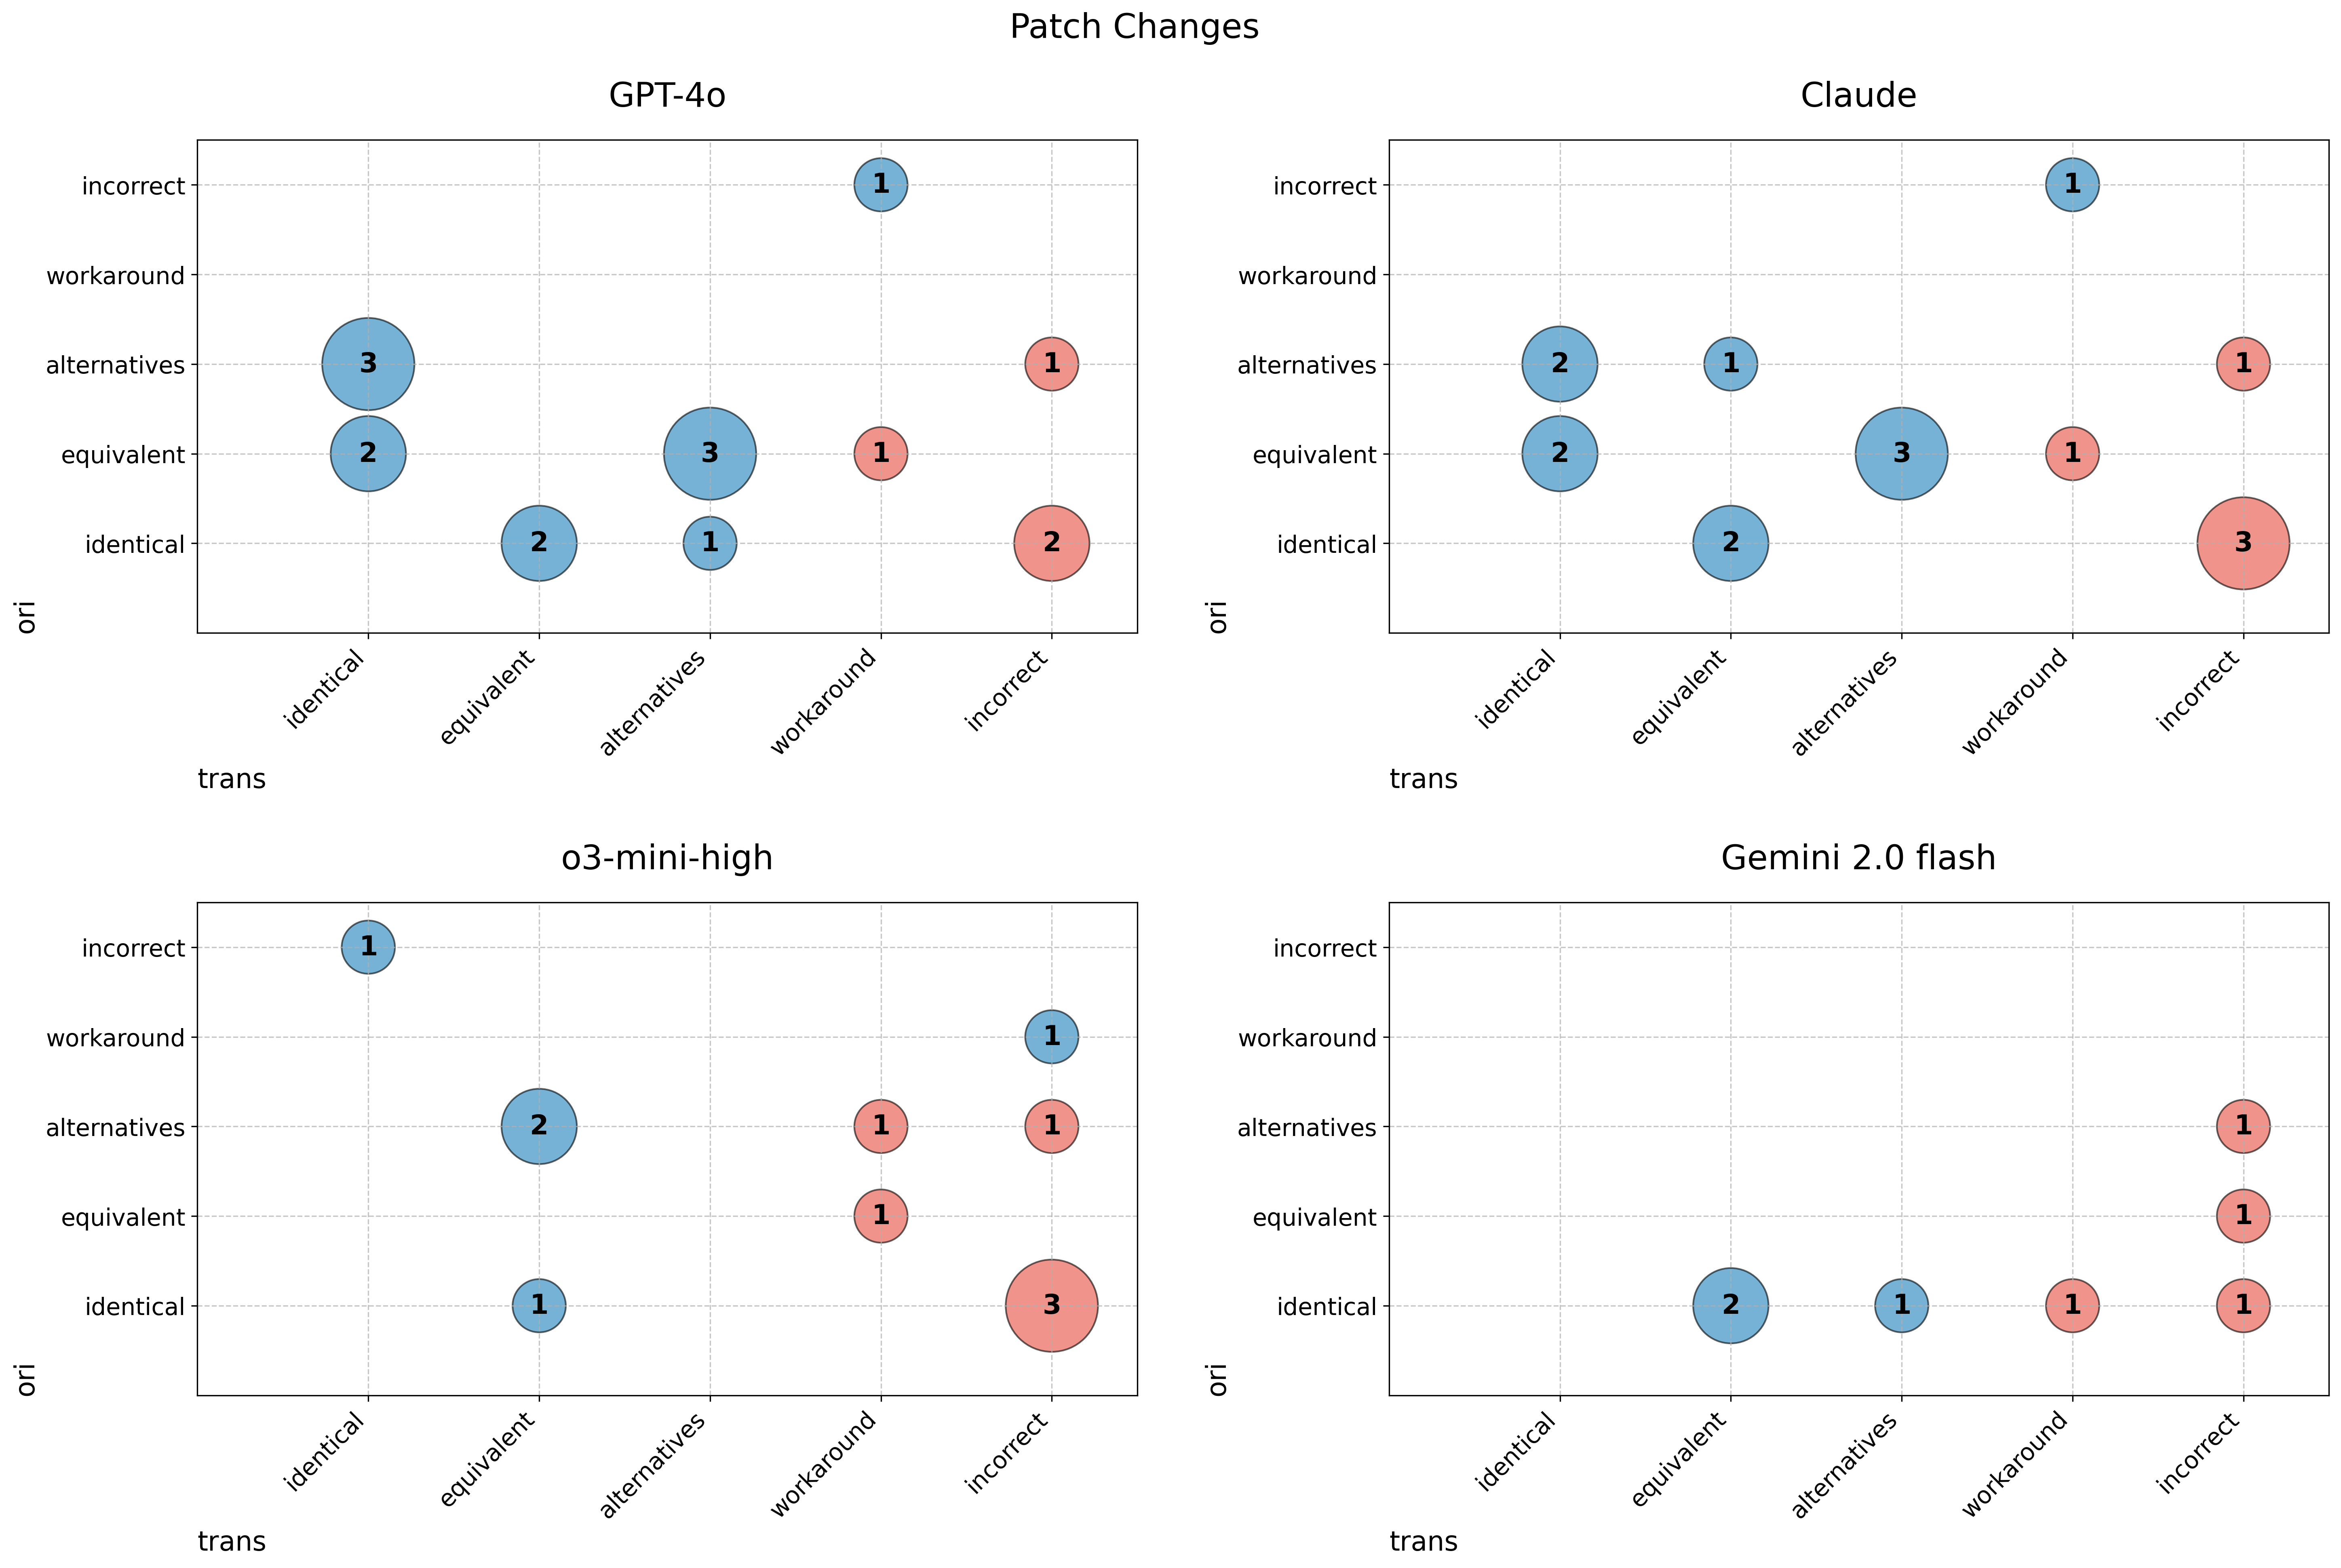 Patch Changes
GPT-4o
incorrect
workaround
alternatives
equivalent
identical
ori
1
3
1
2
3
1
2
1
2
identical
equivalent
alternatives
workaround
incorrect
trans
Claude
incorrect
workaround
alternatives
equivalent
identical
ori
1
2
1
1
2
3
1
2
3
identical
equivalent
alternatives
workaround
incorrect
trans
o3-mini-high
incorrect
workaround
alternatives
equivalent
identical
ori
1
1
2
1
1
1
1
3
identical
equivalent
alternatives
workaround
incorrect
trans
Gemini 2.0 flash
incorrect
workaround
alternatives
equivalent
identical
ori
1
1
2
1
1
1
identical
equivalent
alternatives
workaround
incorrect
trans